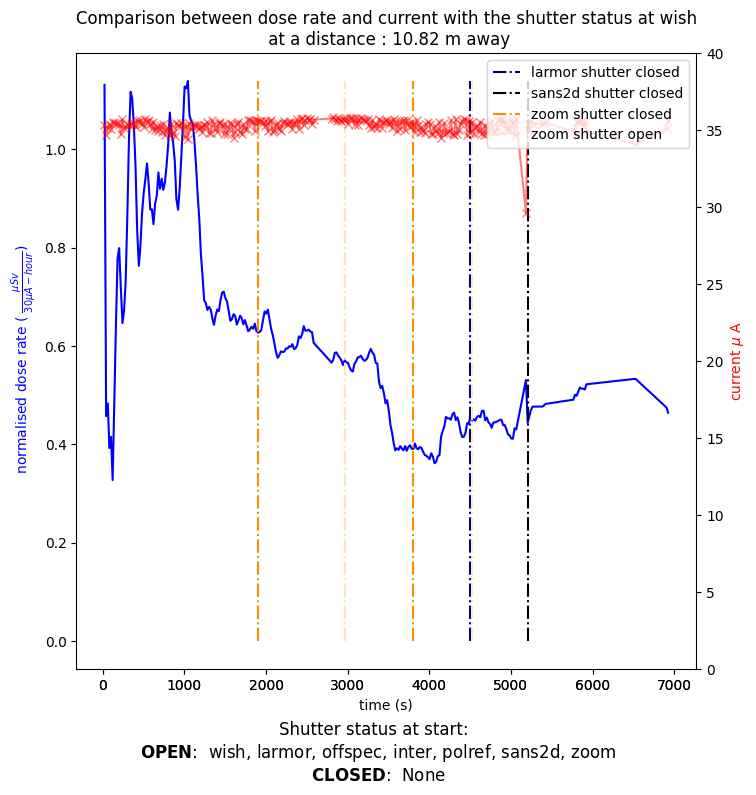 Comparison between dose rate and current with the shutter status at wish
at a distance : 10.82 m away
larmor shutter closed
sans2d shutter closed
zoom shutter closed
zoom shutter open
normalised dose rate ( μSv / 30μA − hour )
1.0
0.8
0.6
0.4
0.2
0.0
40
35
30
25
20
15
10
5
0
current μ A
0 1000 2000 3000 4000 5000 6000 7000
time (s)
Shutter status at start:
OPEN: wish, larmor, offspec, inter, polref, sans2d, zoom
CLOSED: None